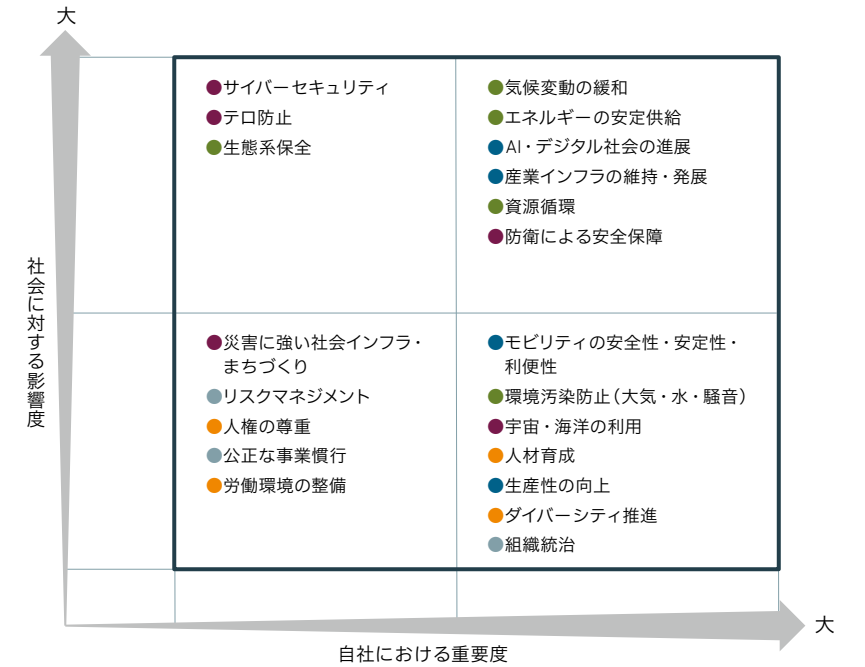 大
社会に対する影響度
●サイバーセキュリティ
●テロ防止
●生態系保全
●気候変動の緩和
●エネルギーの安定供給
●AI・デジタル社会の進展
●産業インフラの維持・発展
●資源循環
●防衛による安全保障
●災害に強い社会インフラ・
まちづくり
●リスクマネジメント
●人権の尊重
●公正な事業慣行
●労働環境の整備
●モビリティの安全性・安定性・
利便性
●環境汚染防止（大気・水・騒音）
●宇宙・海洋の利用
●人材育成
●生産性の向上
●ダイバーシティ推進
●組織統治
大
自社における重要度